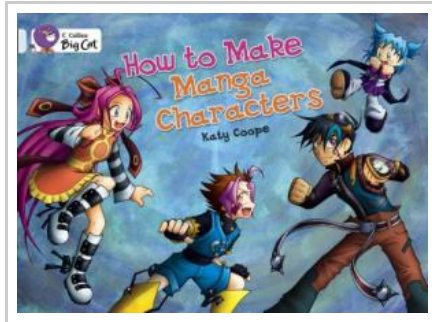 Collins
Big Cat
How to Make
Manga
Characters
Katy Coope